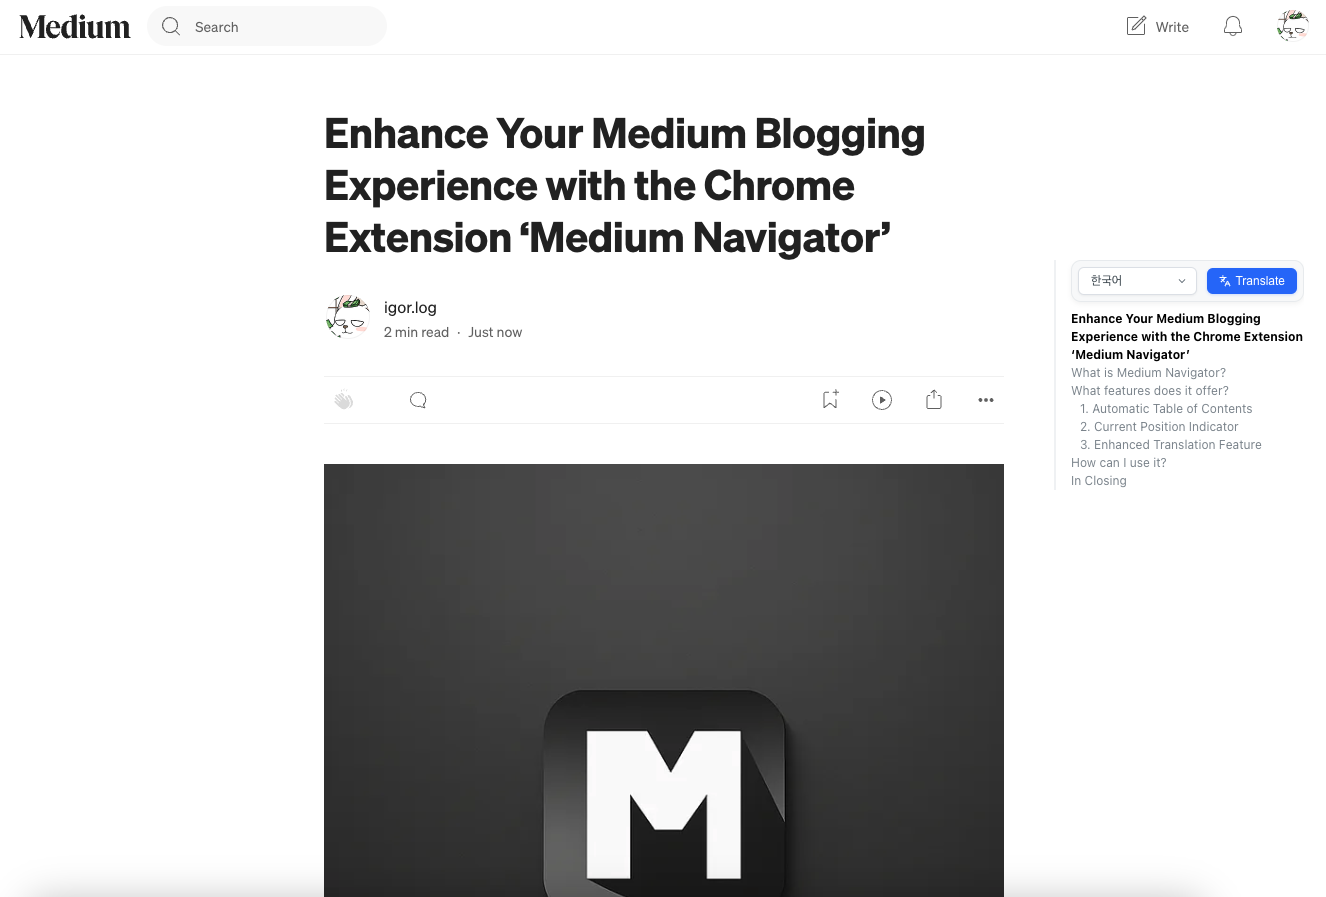 Medium
Search
Write
Enhance Your Medium Blogging
Experience with the Chrome
Extension ‘Medium Navigator’
igor.log
2 min read · Just now
한국어
Translate
Enhance Your Medium Blogging
Experience with the Chrome Extension
‘Medium Navigator’
What is Medium Navigator?
What features does it offer?
1. Automatic Table of Contents
2. Current Position Indicator
3. Enhanced Translation Feature
How can I use it?
In Closing
M